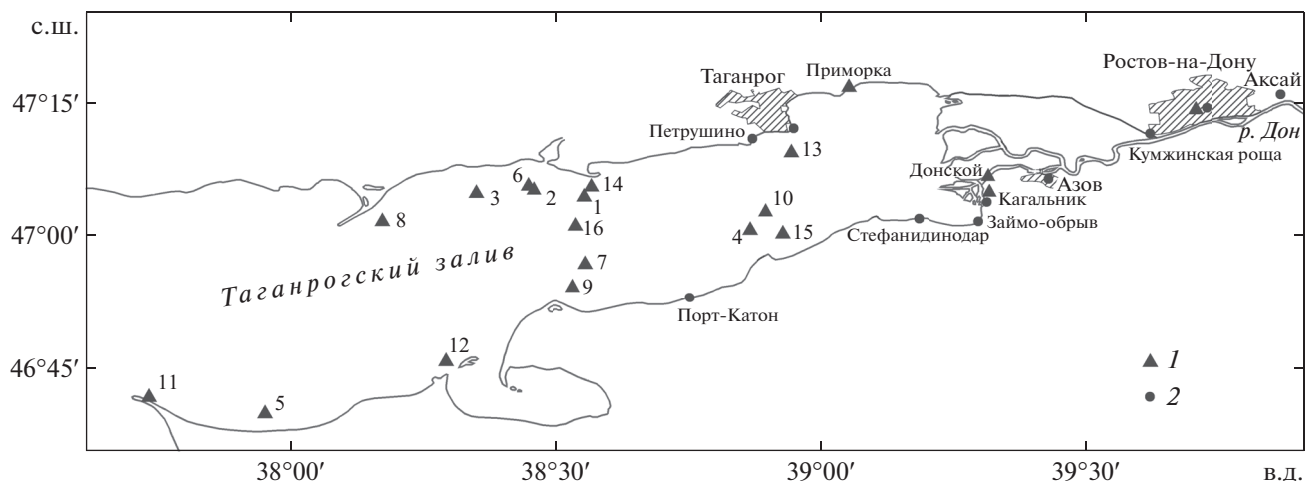 с.ш.
47°15′
47°00′
46°45′
Таганрог
Приморка
Ростов-на-Дону
Аксай
Петрушино
р. Дон
Кумжинская роща
13
Донской
Азов
Кагальник
6
2
14
3
1
10
8
16
4
15
Стефанидинодар
Займо-обрыв
Таганрогский залив
7
9
Порт-Катон
12
1
11
5
2
38°00′
38°30′
39°00′
39°30′
в.д.